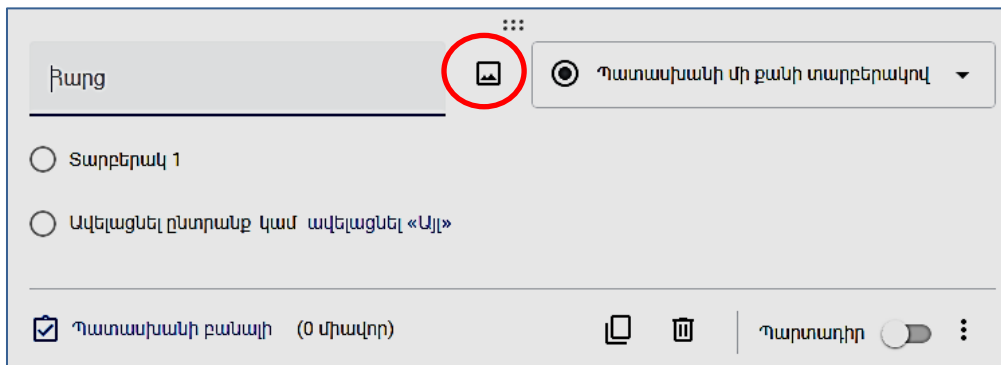 Հարց
Պատասխանի մի քանի տարբերակով
Տարբերակ 1
Ավելացնել ընտրանք կամ ավելացնել «Այլ»
Պատասխանի բանալի (0 միավոր)
Պարտադիր